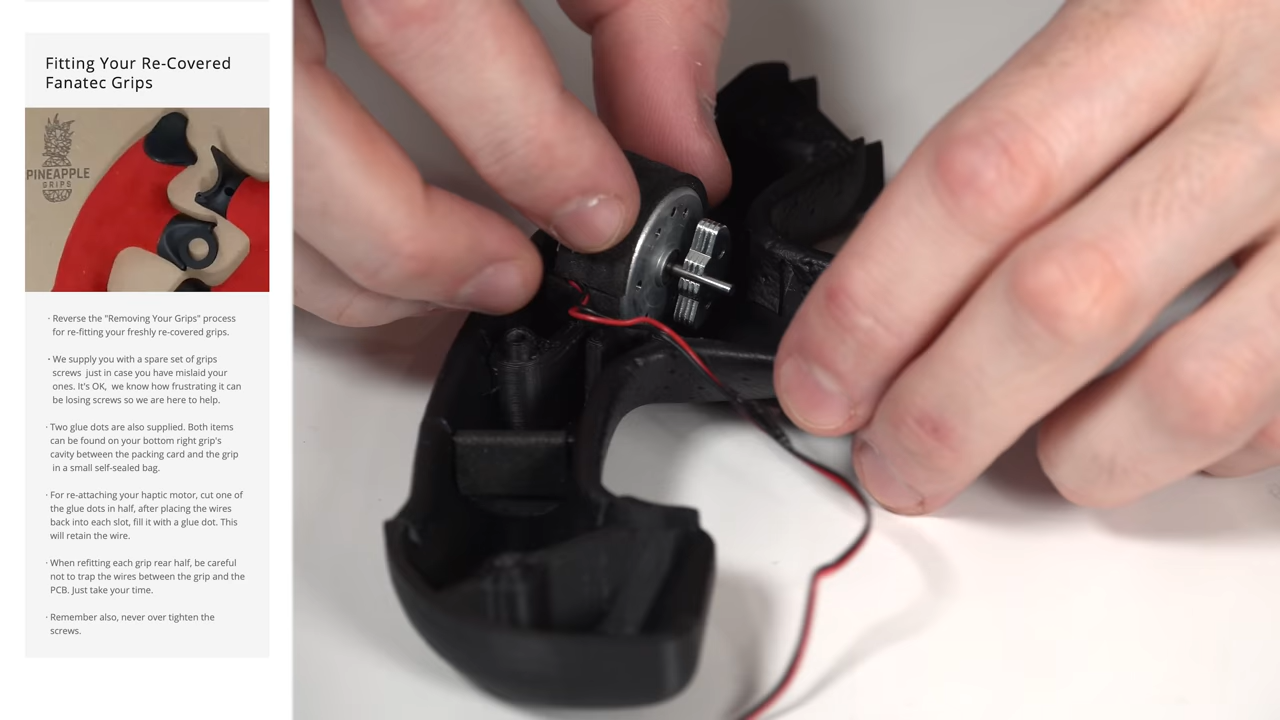 Fitting Your Re-Covered
Fanatec Grips
PINEAPPLE
GRIPS
· Reverse the "Removing Your Grips" process
for re-fitting your freshly re-covered grips.
· We supply you with a spare set of grips
screws just in case you have mislaid your
ones. It's OK, we know how frustrating it can
be losing screws so we are here to help.
· Two glue dots are also supplied. Both items
can be found on your bottom right grip's
cavity between the packing card and the grip
in a small self-sealed bag.
· For re-attaching your haptic motor, cut one of
the glue dots in half, after placing the wires
back into each slot, fill it with a glue dot. This
will retain the wire.
· When refitting each grip rear half, be careful
not to trap the wires between the grip and the
PCB. Just take your time.
· Remember also, never over tighten the
screws.